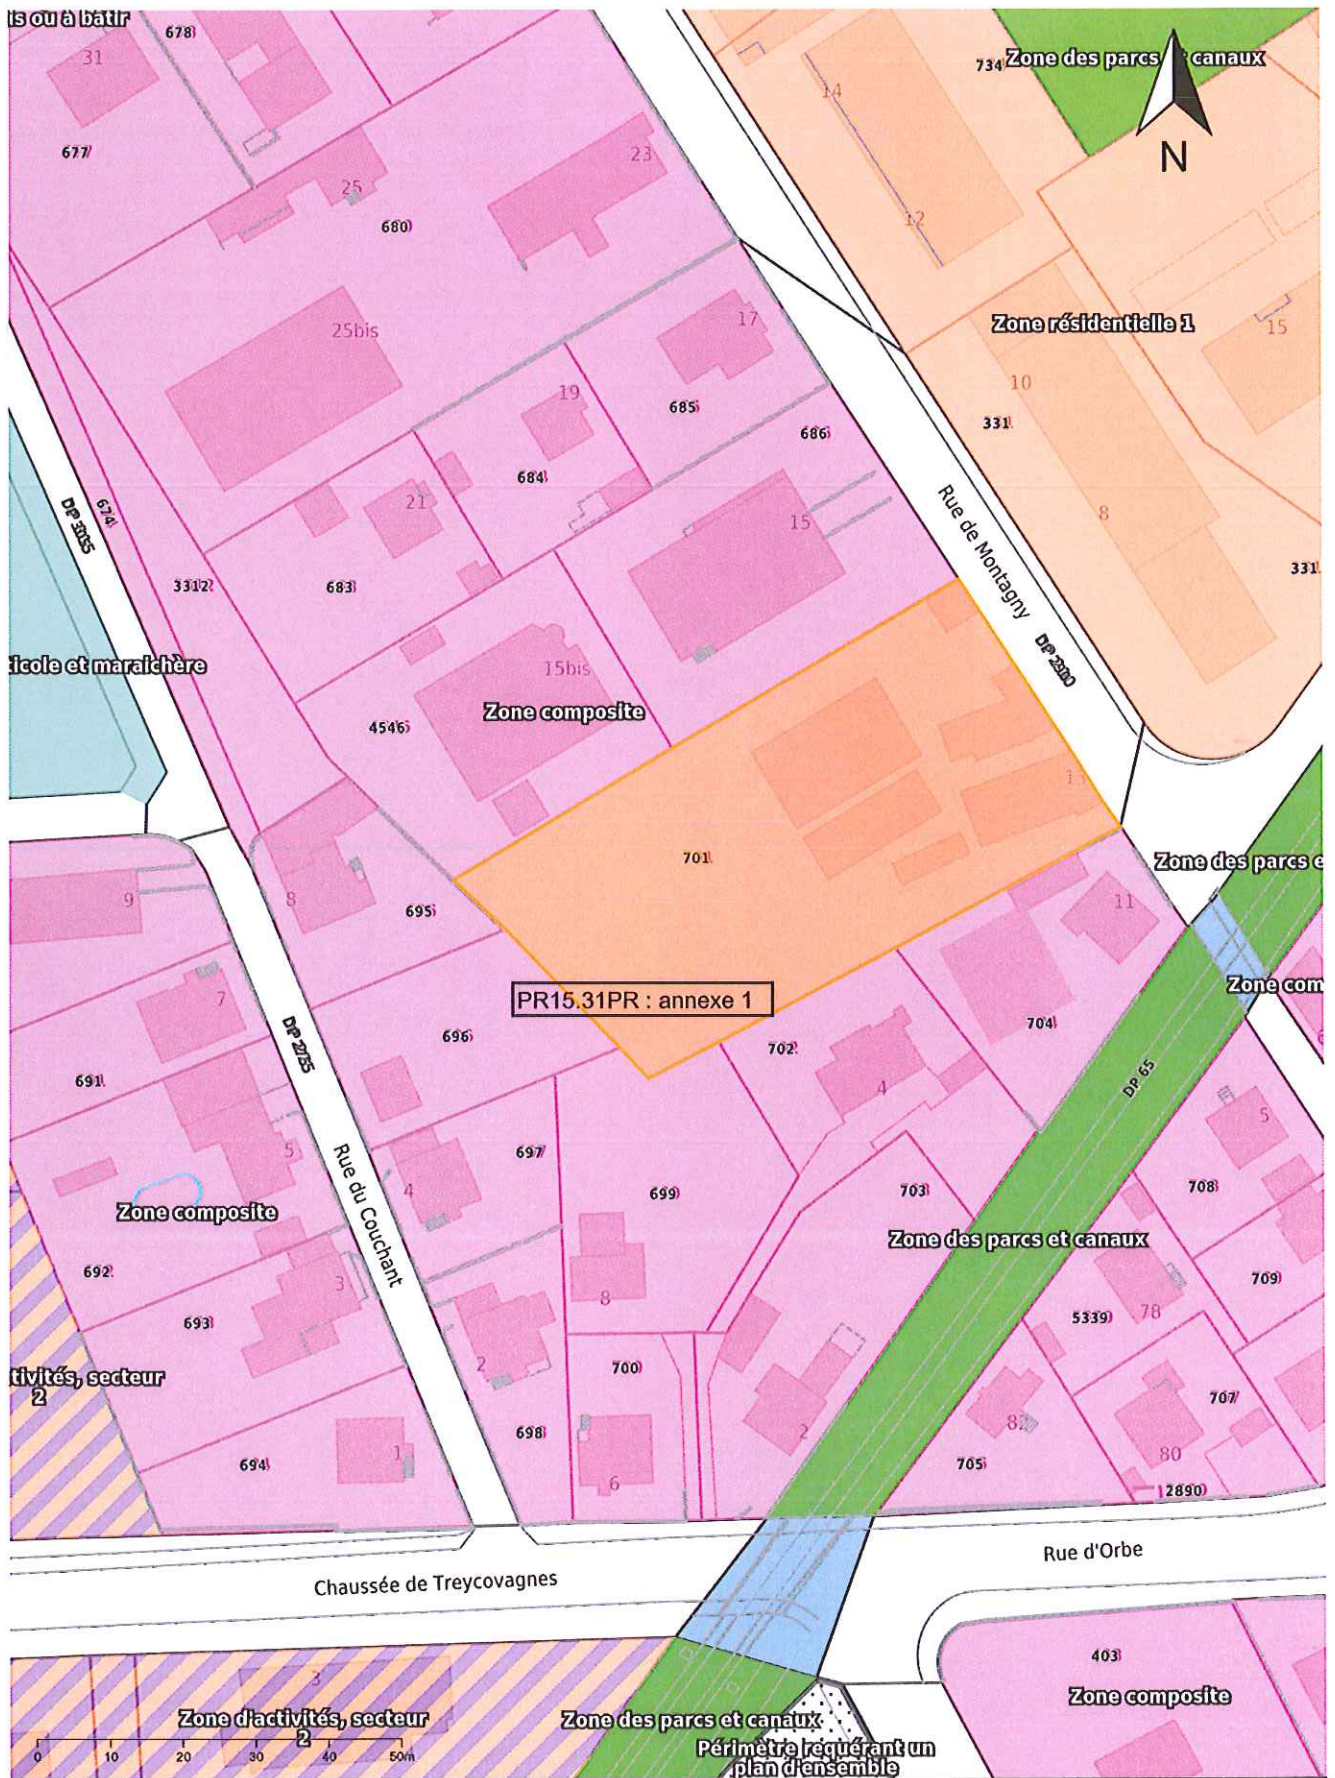 is ou à bâtir
678
31
Zone des parcs et canaux
734
14
N
677
23
25
680
12
25bis
17
Zone résidentielle 1
15
10
19
685
331
686
684
21
15
8
Rue de Montagny
DP 3035
674
3312
683
331
DP 2900
ticole et maraîchère
15bis
Zone composite
4546
13
701
Zone des parcs e
9
8
695
11
7
PR15.31PR : annexe 1
Zone com
DP 2735
696
702
704
691
4
DP 65
5
5
697
Rue du Couchant
4
699
703
708
Zone composite
Zone des parcs et canaux
692
3
8
709
693
5339
78
2
700
tivités, secteur
2
707
698
2
82
694
1
705
80
6
2890
Rue d'Orbe
Chaussée de Treycovagnes
403
3
Zone composite
Zone d'activités, secteur
2
Zone des parcs et canaux
0 10 20 30 40 50m
Périmètre requérant un
plan d'ensemble